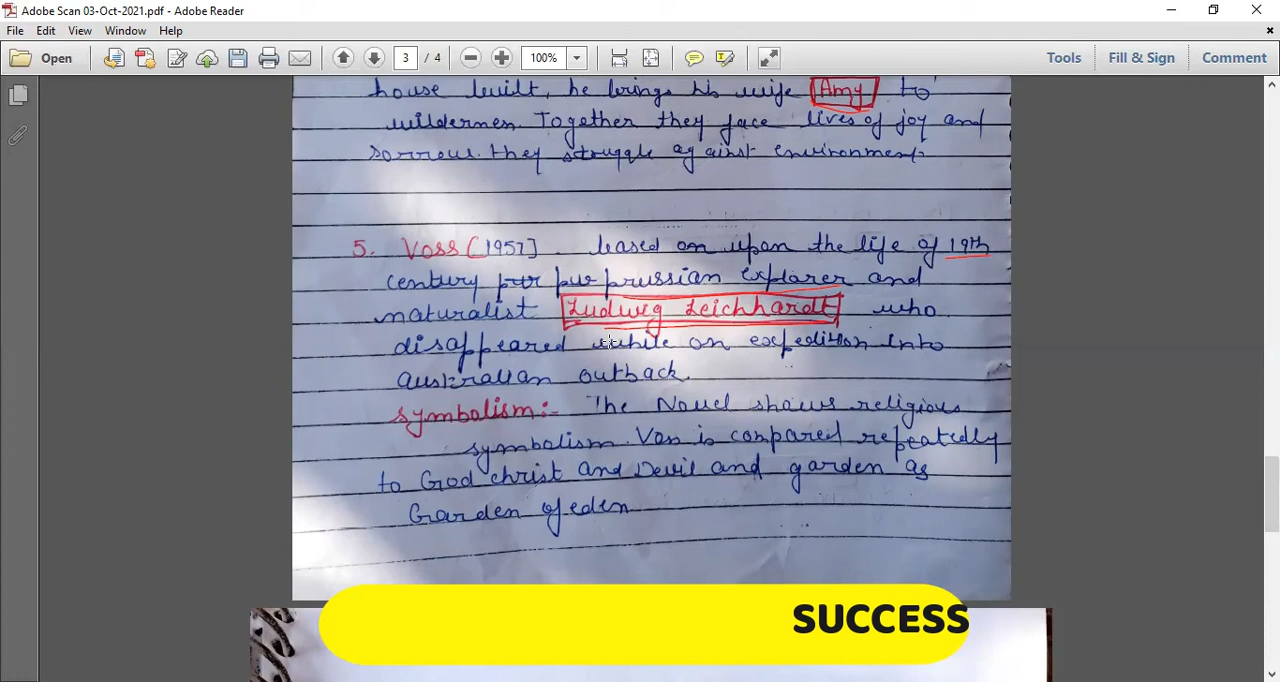 Adobe Scan 03-Oct-2021.pdf - Adobe Reader
File Edit View Window Help
Open 3 / 4 100% Tools Fill & Sign Comment
house built, he brings his wife Amy to
wilderness. Together they face lives of joy and
sorrow. they struggle against environment.
5. Voss [1957]. based on upon the life of 19th
century pur pur prussian explorer and
naturalist Ludwig Leichhardt who
disappeared while on expedition into
australian outback.
symbolism:- The Novel shows religious
symbolism. Voss is compared repeatedly
to God christ and Devil and garden as
Garden of eden
SUCCESS